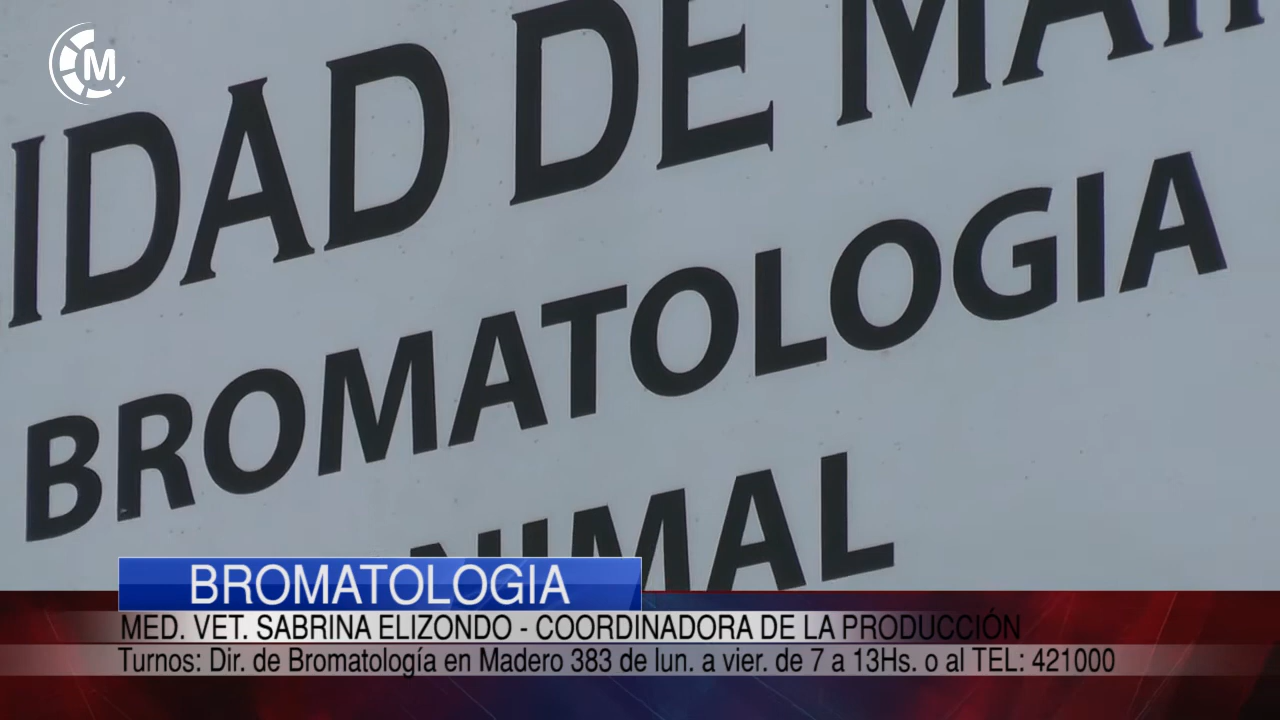 M
IDAD DE MAI
BROMATOLOGIA
NIMAL
BROMATOLOGIA
MED. VET. SABRINA ELIZONDO - COORDINADORA DE LA PRODUCCIÓN
Turnos: Dir. de Bromatología en Madero 383 de lun. a vier. de 7 a 13Hs. o al TEL: 421000